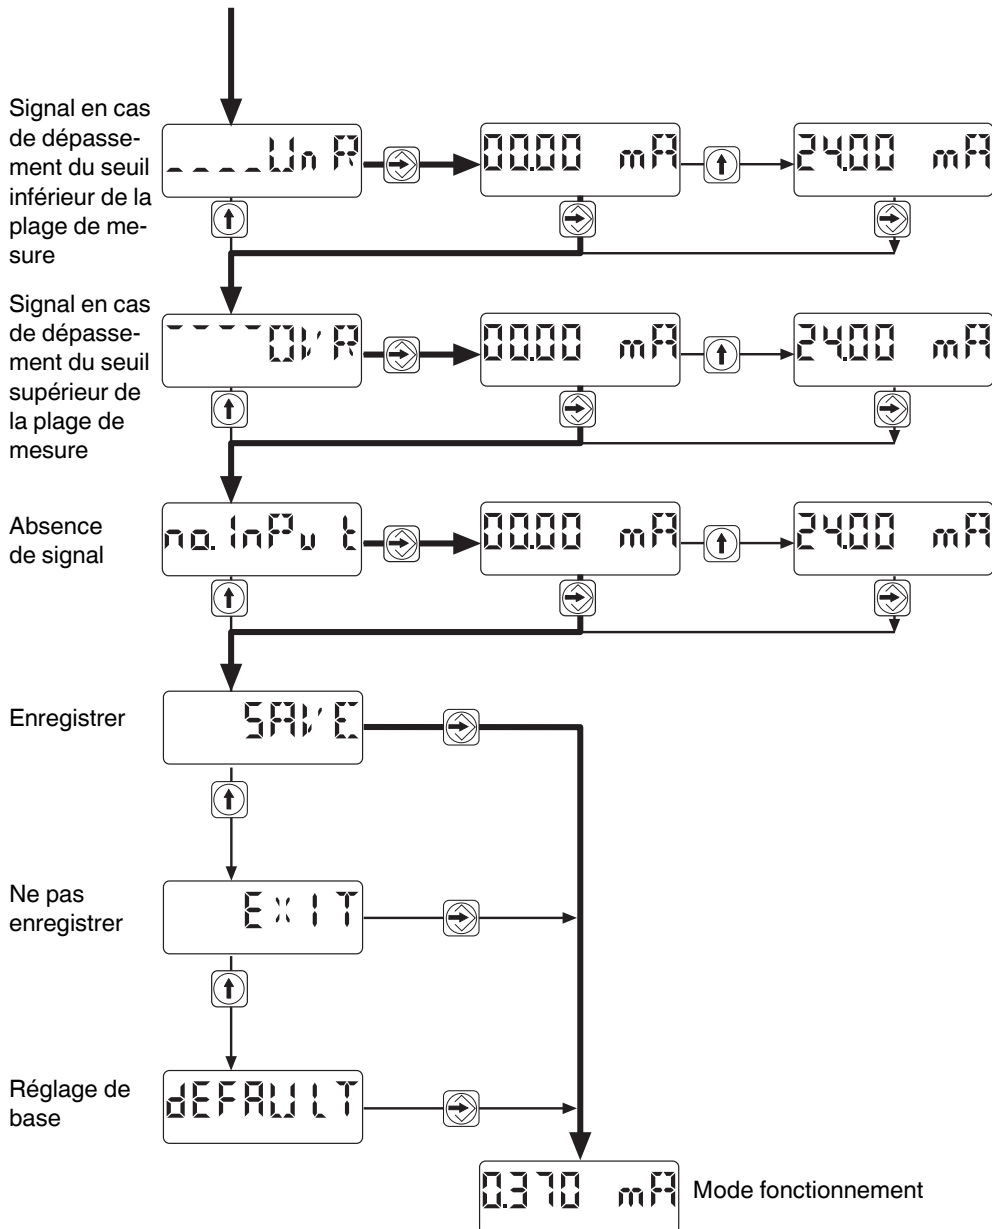 Signal en cas
de dépasse-
ment du seuil
inférieur de la
plage de me-
sure
____UnR
00.00 mA
24.00 mA
Signal en cas
de dépasse-
ment du seuil
supérieur de
la plage de
mesure
¯¯¯¯OVR
00.00 mA
24.00 mA
Absence
de signal
no.InPut
00.00 mA
24.00 mA
Enregistrer
SAVE
Ne pas
enregistrer
EXIT
Réglage de
base
dEFAULT
0.370 mA
Mode fonctionnement